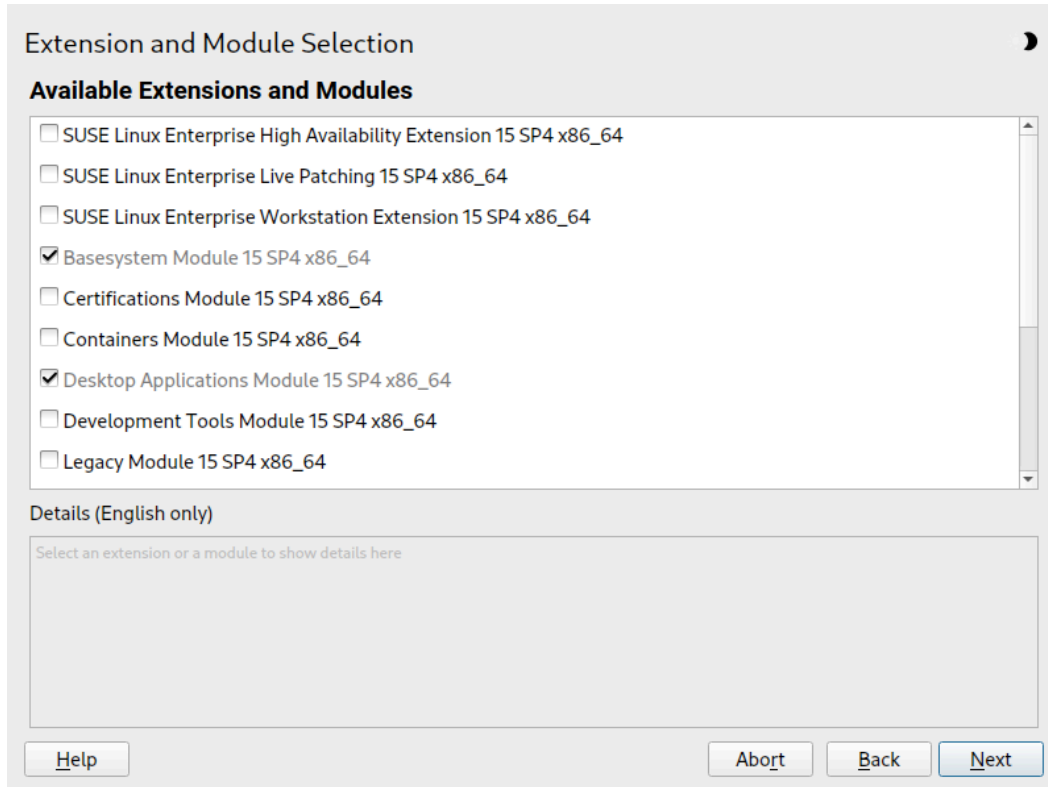 Extension and Module Selection
Available Extensions and Modules
SUSE Linux Enterprise High Availability Extension 15 SP4 x86_64
SUSE Linux Enterprise Live Patching 15 SP4 x86_64
SUSE Linux Enterprise Workstation Extension 15 SP4 x86_64
Basesystem Module 15 SP4 x86_64
Certifications Module 15 SP4 x86_64
Containers Module 15 SP4 x86_64
Desktop Applications Module 15 SP4 x86_64
Development Tools Module 15 SP4 x86_64
Legacy Module 15 SP4 x86_64
Details (English only)
Select an extension or a module to show details here
Help Abort Back Next